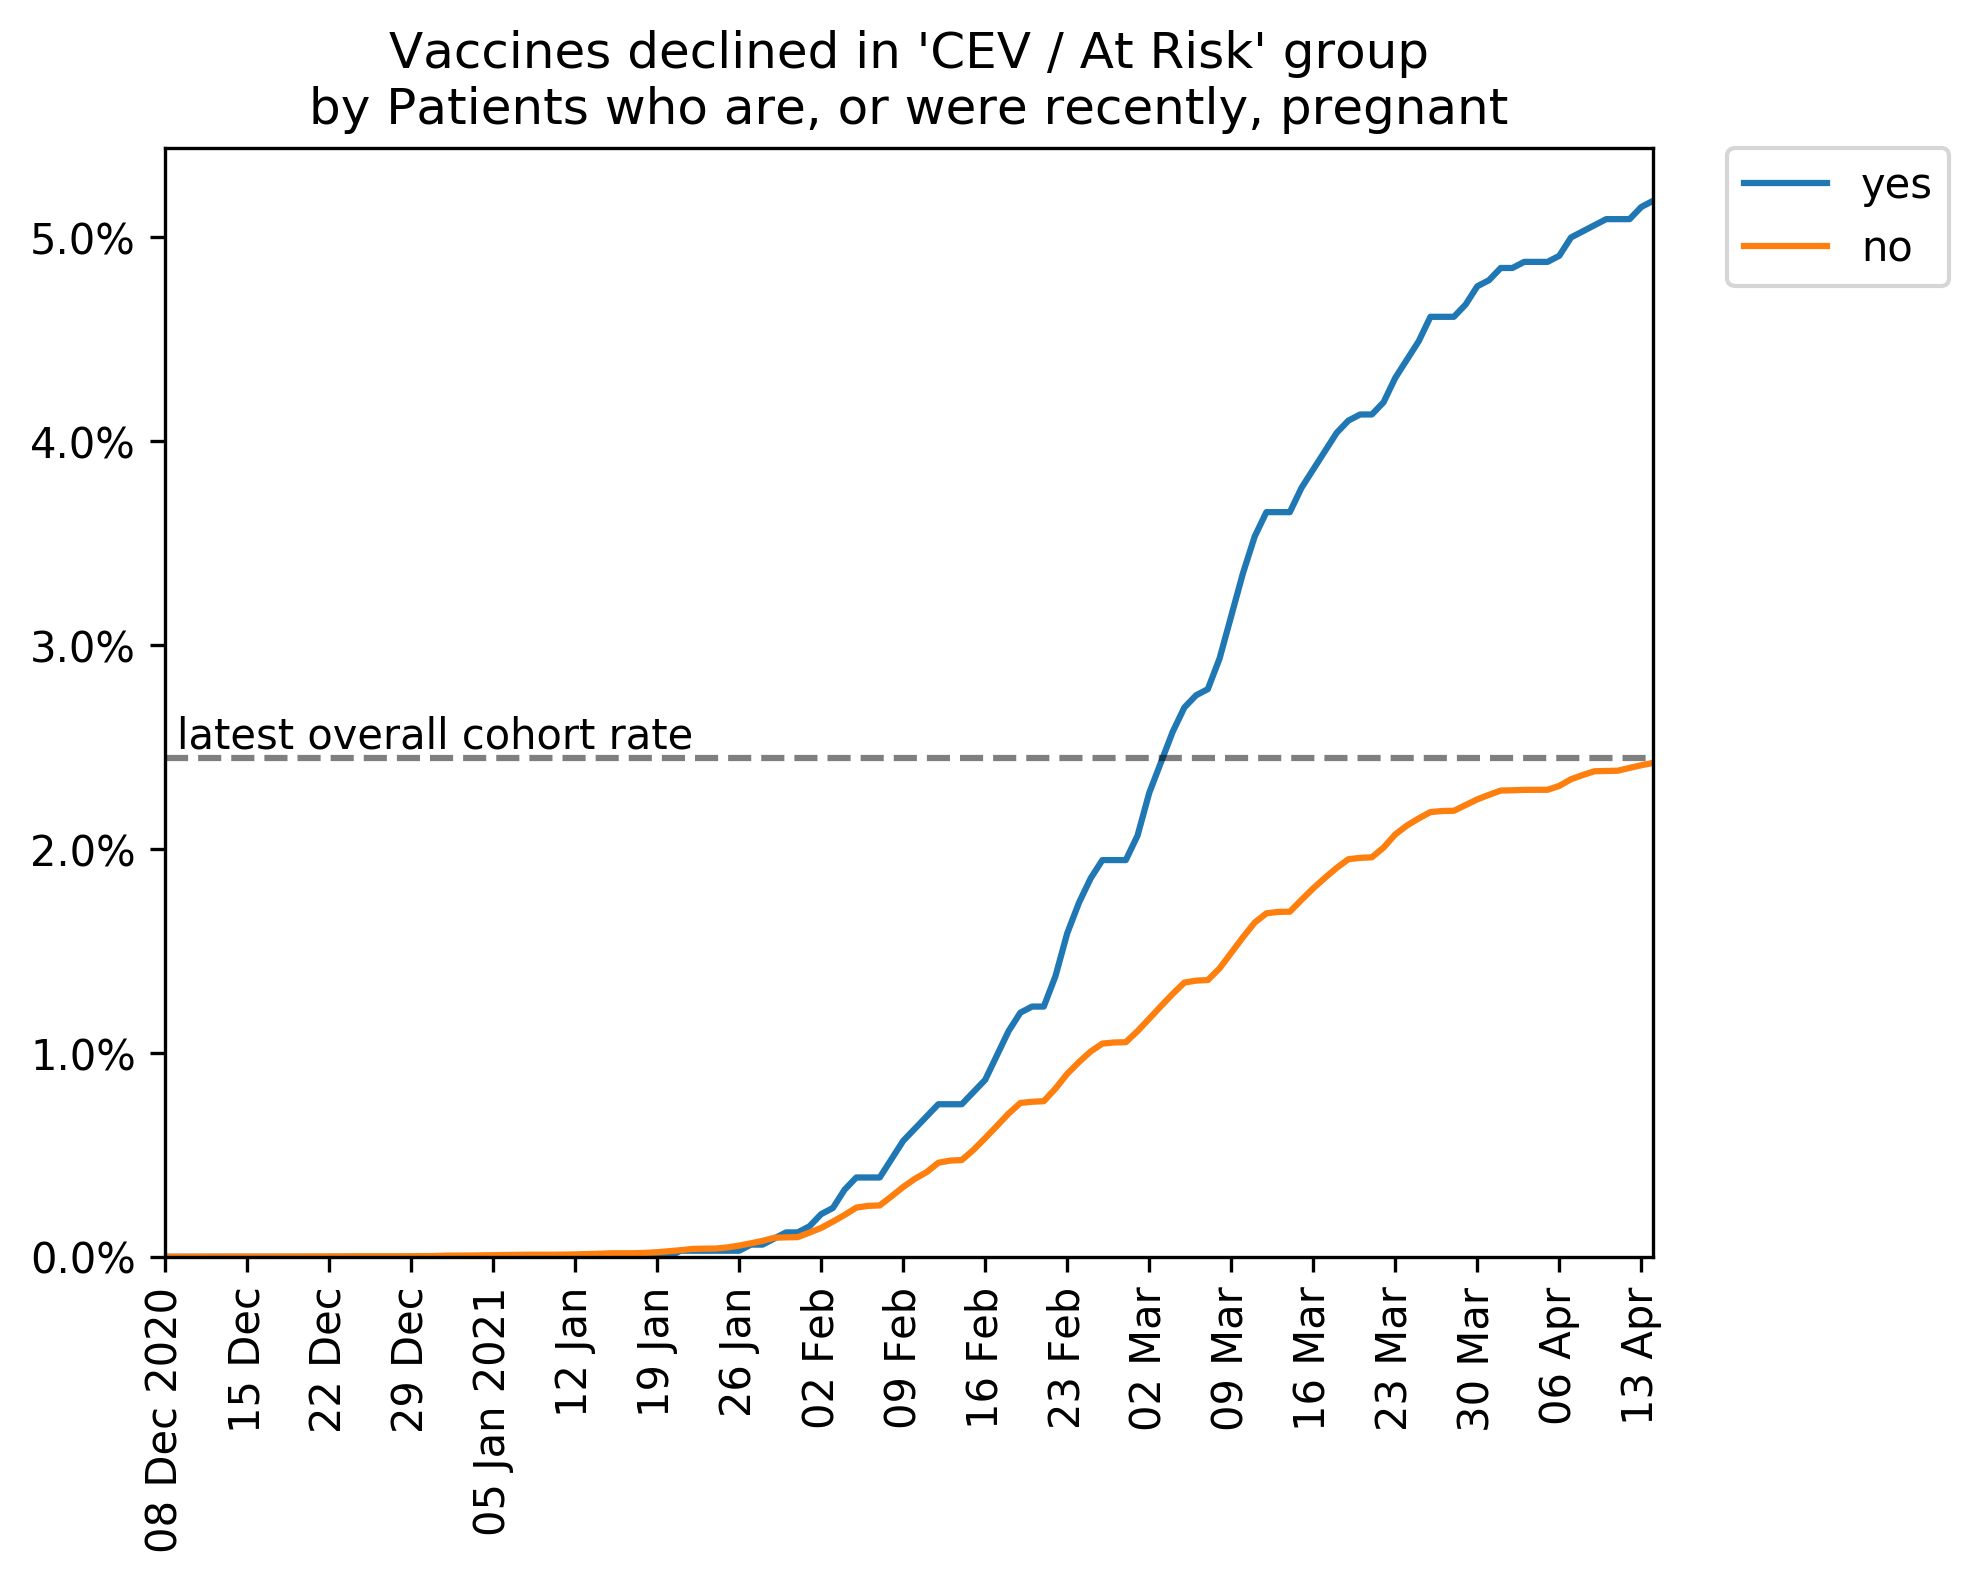 Vaccines declined in 'CEV / At Risk' group
by Patients who are, or were recently, pregnant
yes
no
5.0%
4.0%
3.0%
latest overall cohort rate
2.0%
1.0%
0.0%
08 Dec 2020
15 Dec
22 Dec
29 Dec
05 Jan 2021
12 Jan
19 Jan
26 Jan
02 Feb
09 Feb
16 Feb
23 Feb
02 Mar
09 Mar
16 Mar
23 Mar
30 Mar
06 Apr
13 Apr